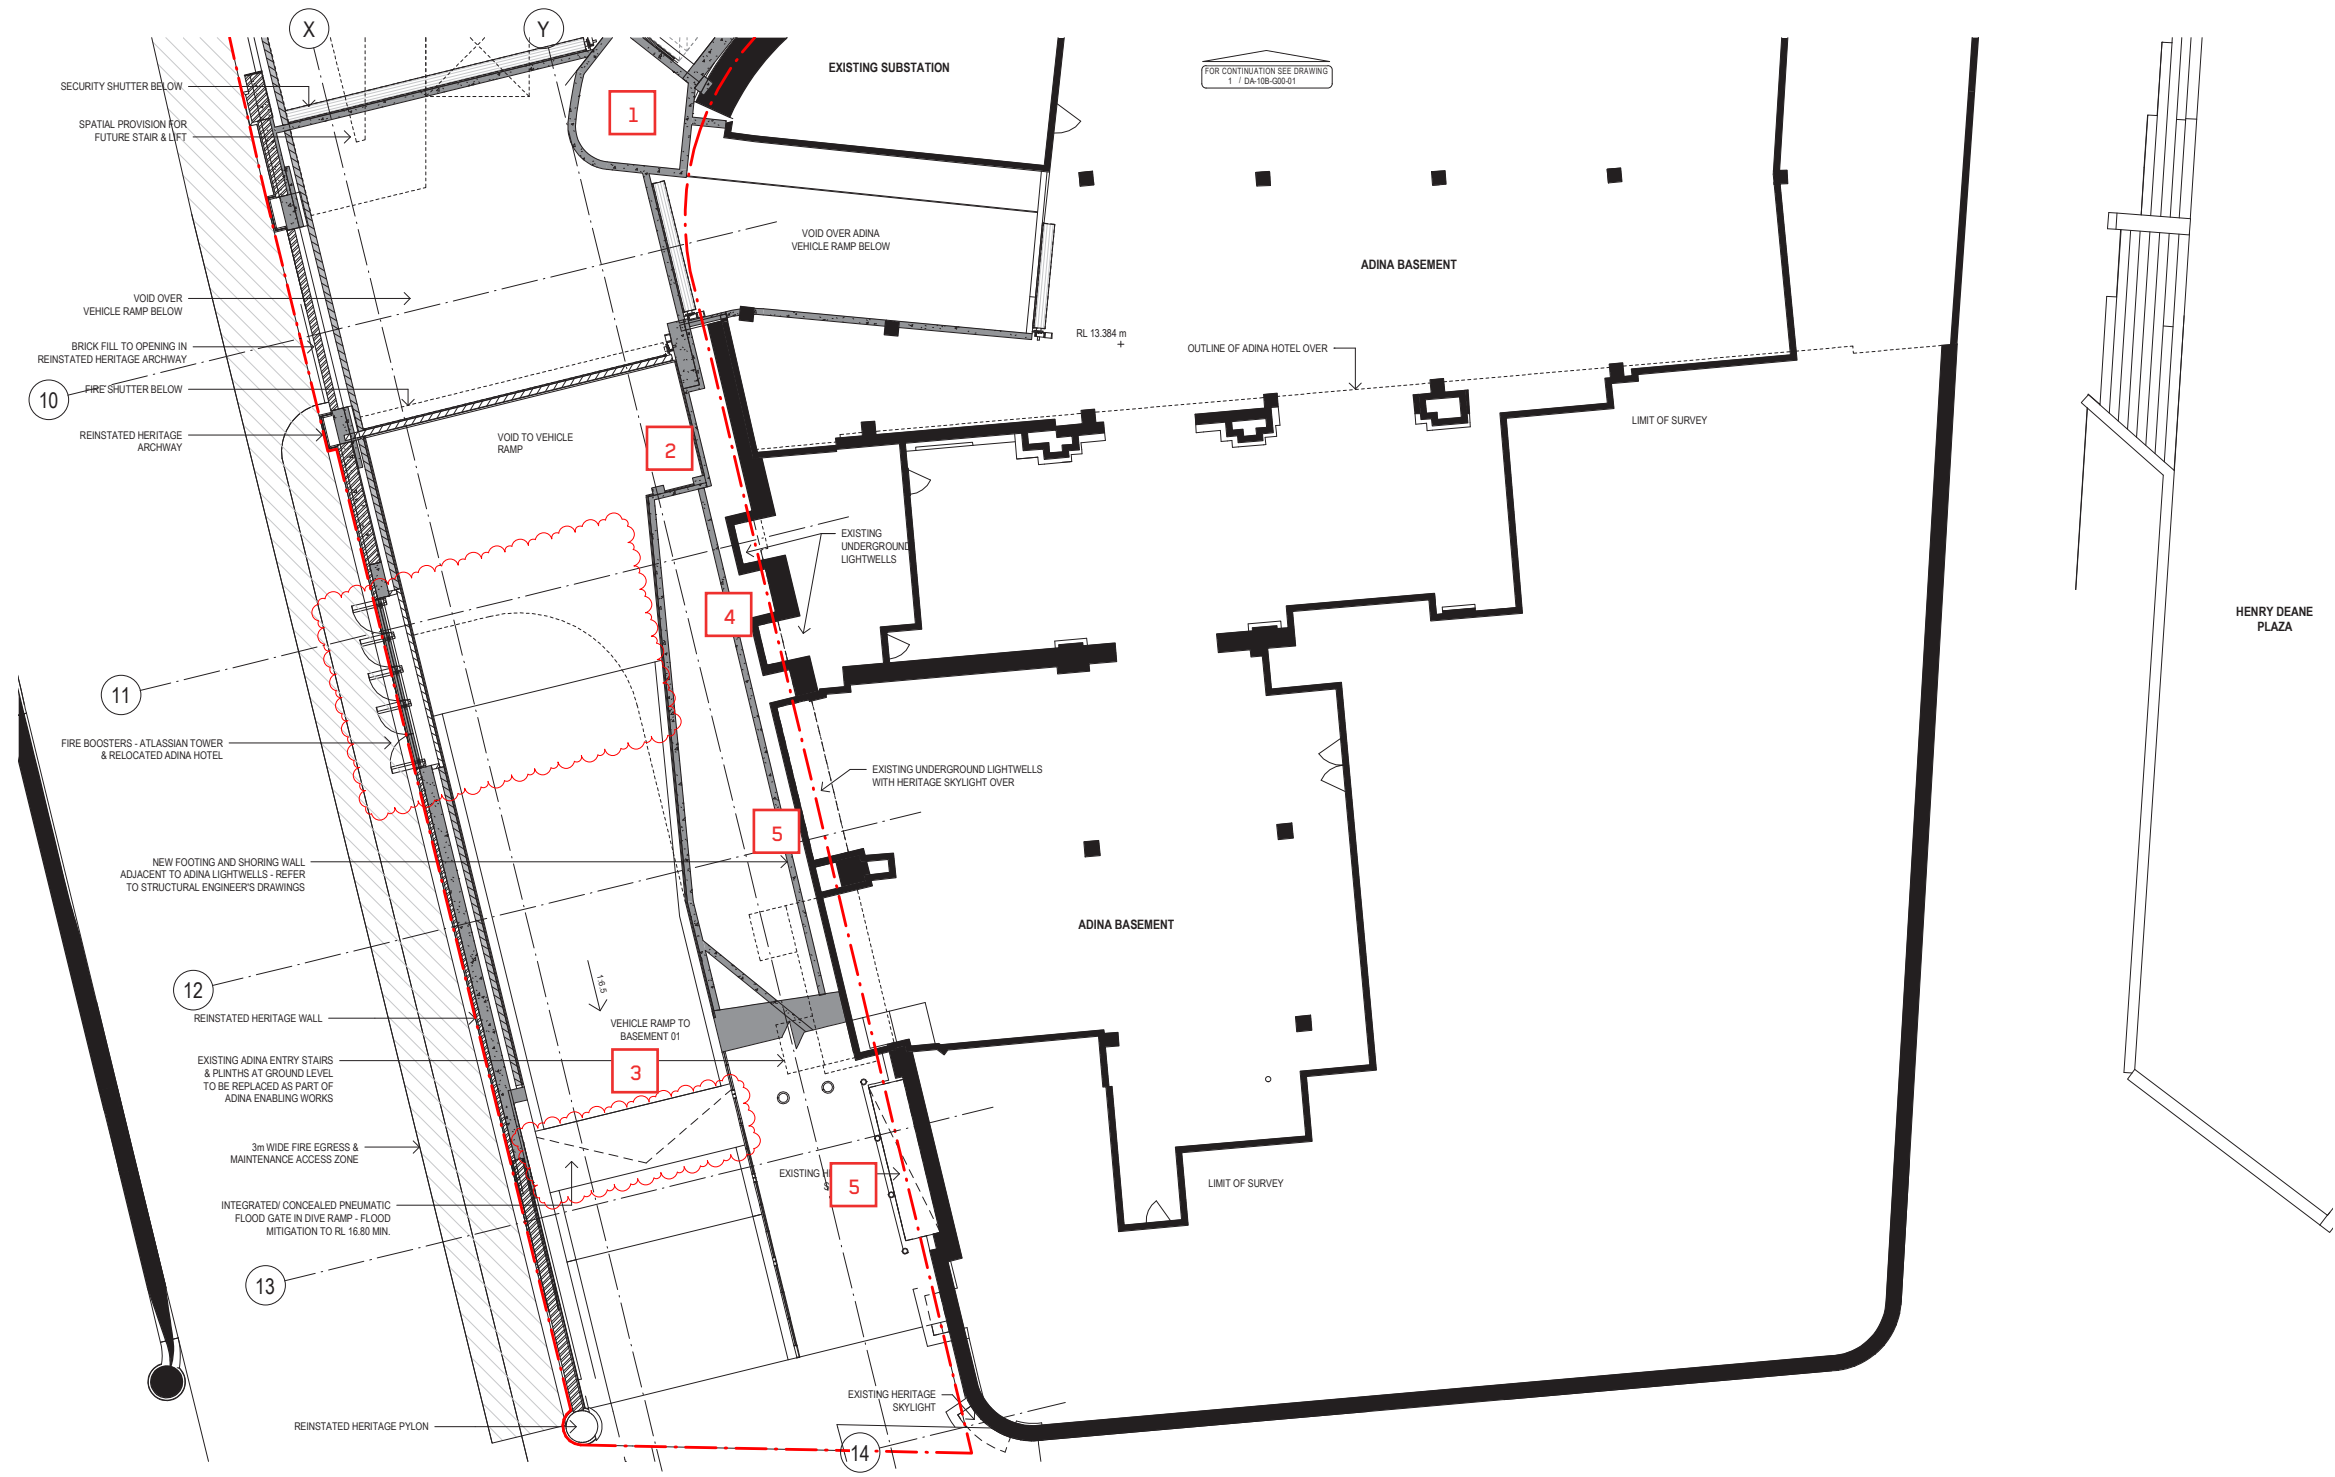 X
Y
EXISTING SUBSTATION
FOR CONTINUATION SEE DRAWING
1 / DA-10B-G00-01
SECURITY SHUTTER BELOW
SPATIAL PROVISION FOR
FUTURE STAIR & LIFT
1
VOID OVER ADINA
VEHICLE RAMP BELOW
ADINA BASEMENT
VOID OVER
VEHICLE RAMP BELOW
RL 13.384 m
BRICK FILL TO OPENING IN
REINSTATED HERITAGE ARCHWAY
OUTLINE OF ADINA HOTEL OVER
FIRE SHUTTER BELOW
10
REINSTATED HERITAGE
ARCHWAY
VOID TO VEHICLE
RAMP
2
LIMIT OF SURVEY
EXISTING
UNDERGROUND
LIGHTWELLS
4
HENRY DEANE
PLAZA
11
FIRE BOOSTERS - ATLASSIAN TOWER
& RELOCATED ADINA HOTEL
EXISTING UNDERGROUND LIGHTWELLS
WITH HERITAGE SKYLIGHT OVER
5
NEW FOOTING AND SHORING WALL
ADJACENT TO ADINA LIGHTWELLS - REFER
TO STRUCTURAL ENGINEER'S DRAWINGS
ADINA BASEMENT
12
1:6.5
REINSTATED HERITAGE WALL
VEHICLE RAMP TO
BASEMENT 01
EXISTING ADINA ENTRY STAIRS
& PLINTHS AT GROUND LEVEL
TO BE REPLACED AS PART OF
ADINA ENABLING WORKS
3
3m WIDE FIRE EGRESS &
MAINTENANCE ACCESS ZONE
EXISTING
5
LIMIT OF SURVEY
INTEGRATED/ CONCEALED PNEUMATIC
FLOOD GATE IN DIVE RAMP - FLOOD
MITIGATION TO RL 16.80 MIN.
13
EXISTING HERITAGE
SKYLIGHT
REINSTATED HERITAGE PYLON
14